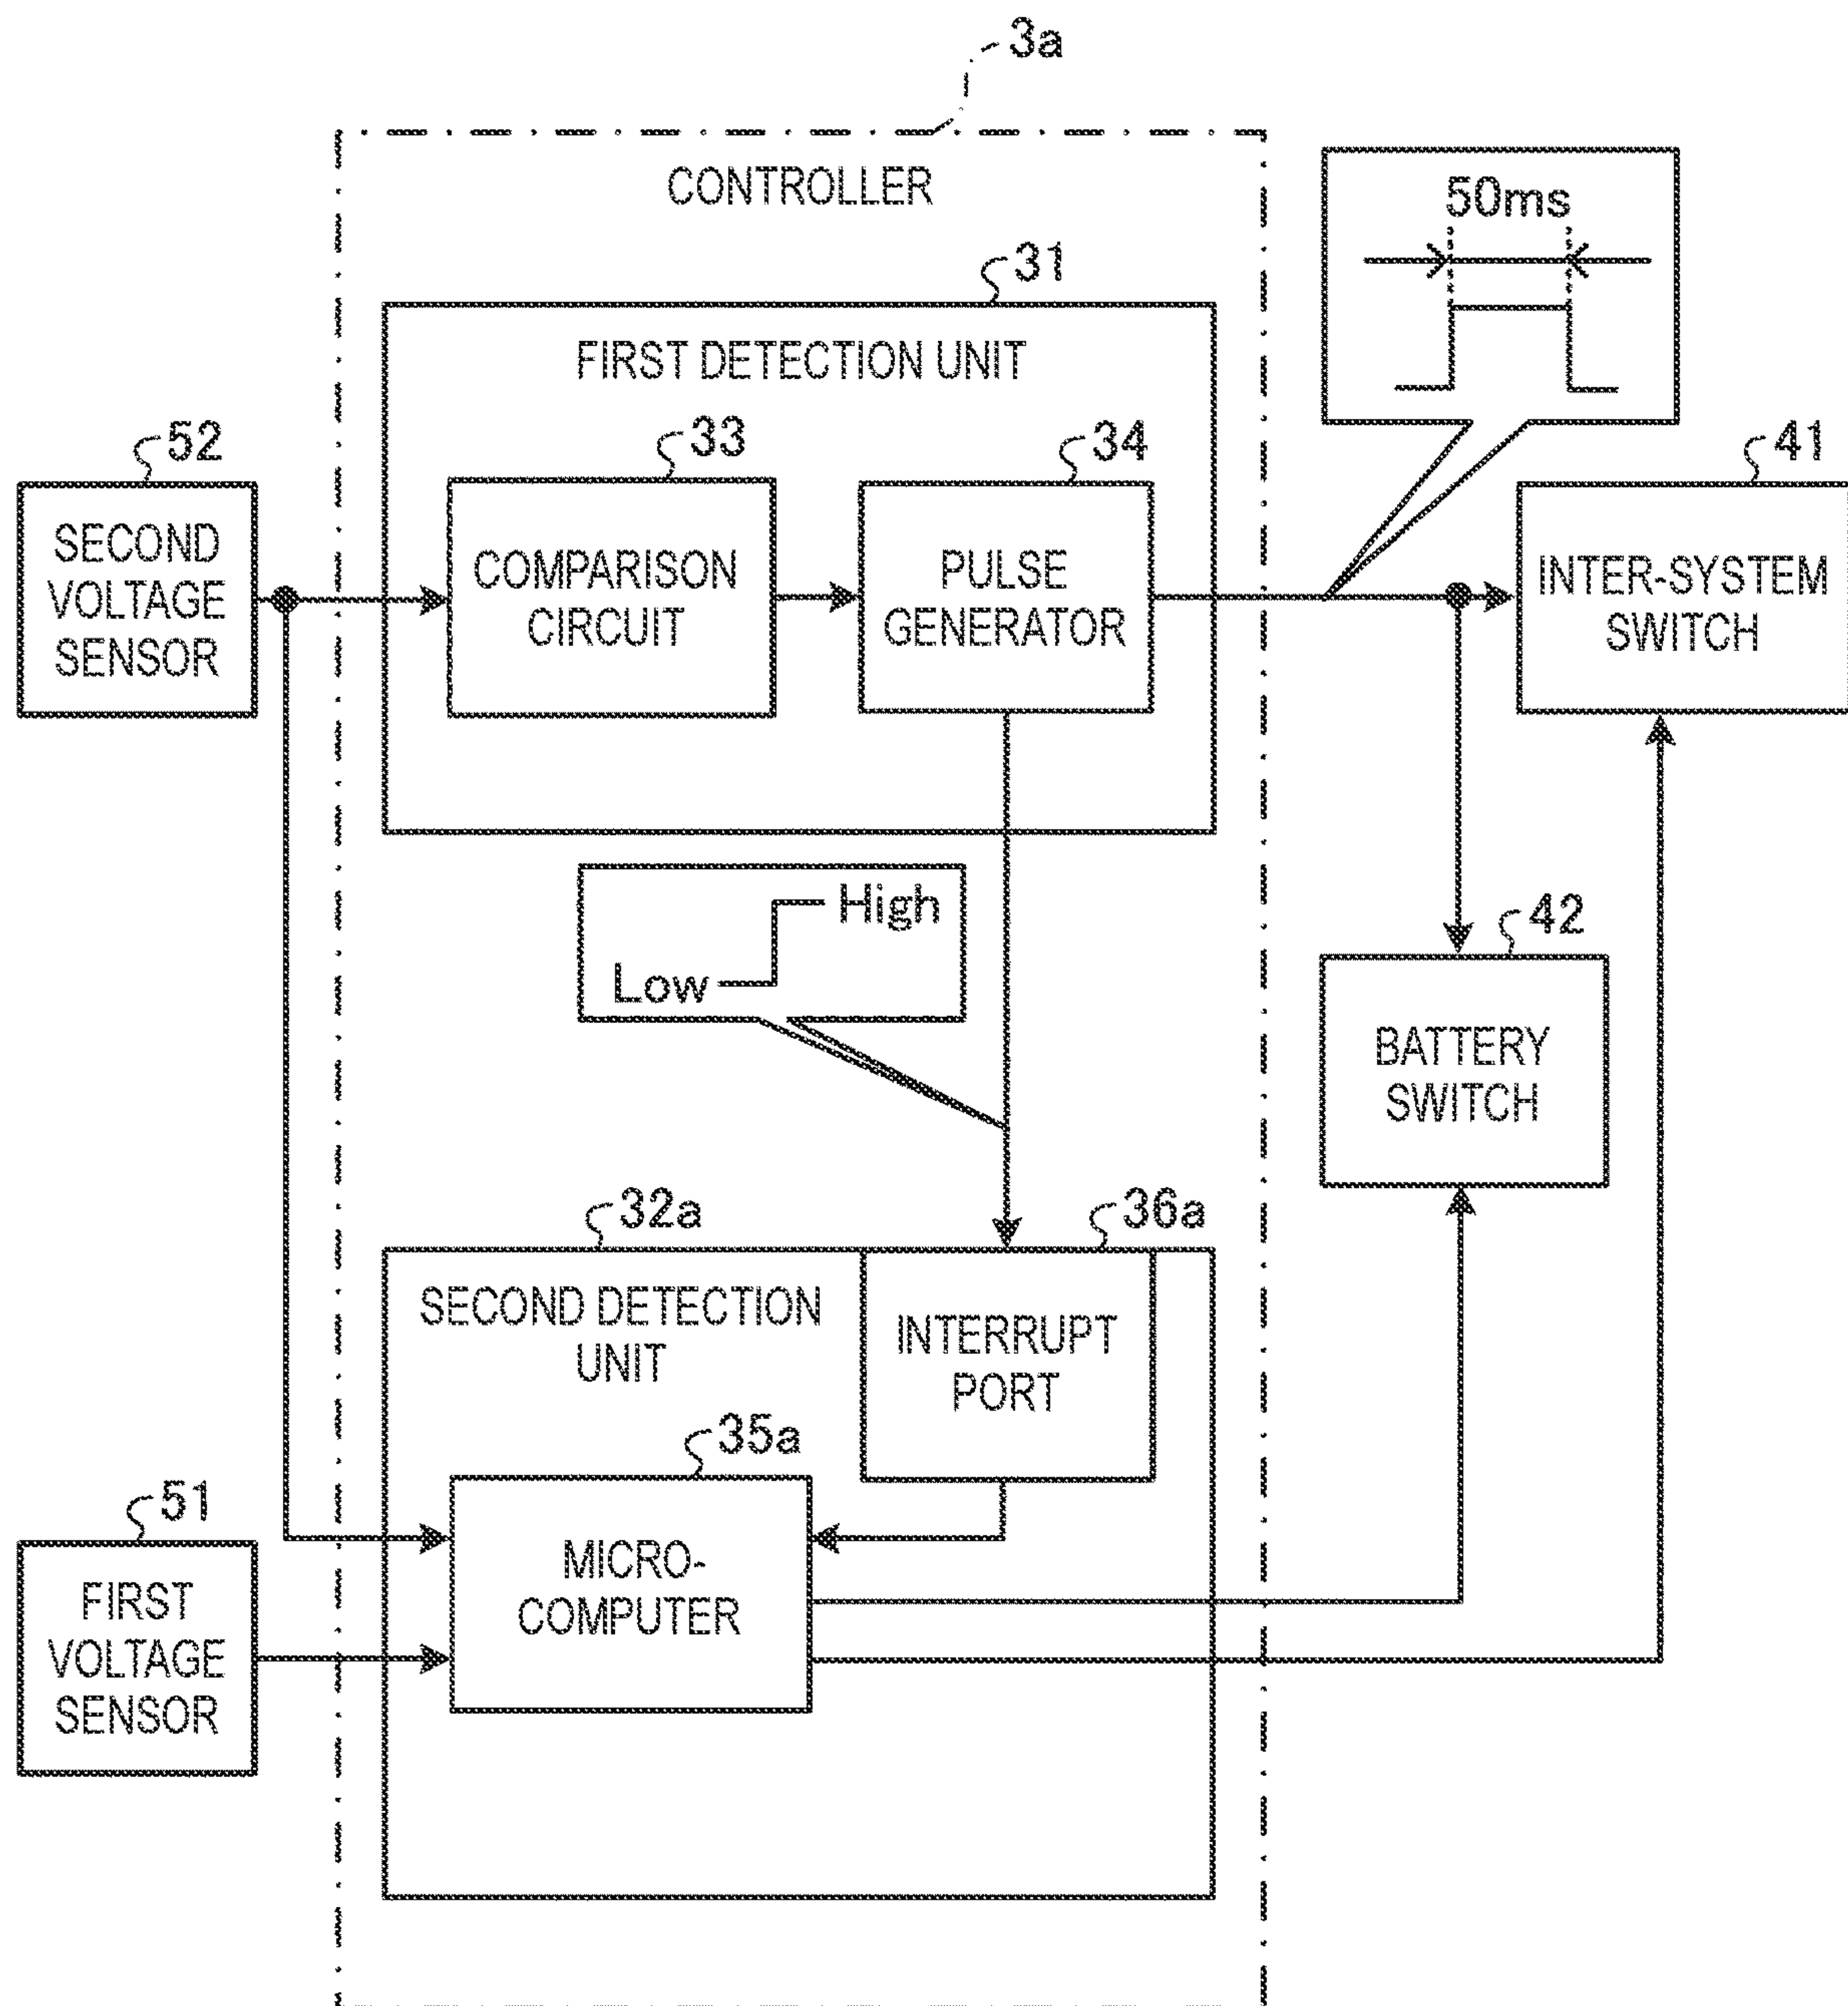 3a
CONTROLLER
50ms
31
FIRST DETECTION UNIT
52
33
34
41
SECOND
VOLTAGE
SENSOR
COMPARISON
CIRCUIT
PULSE
GENERATOR
INTER-SYSTEM
SWITCH
High
Low
42
BATTERY
SWITCH
32a
36a
SECOND DETECTION
UNIT
INTERRUPT
PORT
35a
51
MICRO-
COMPUTER
FIRST
VOLTAGE
SENSOR